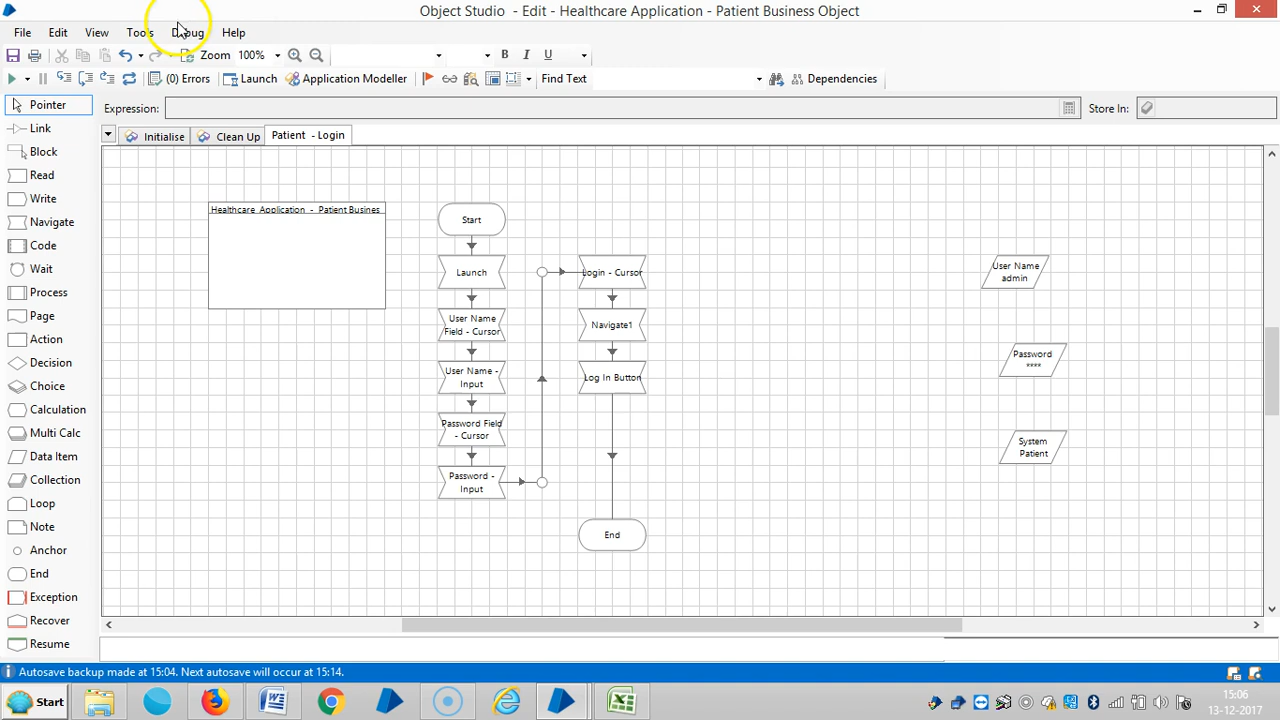 Object Studio - Edit - Healthcare Application - Patient Business Object
File Edit View Tools Debug Help
Zoom 100% B I U
(0) Errors Launch Application Modeller Find Text Dependencies
Pointer Expression: Store In:
Link Initialise Clean Up Patient - Login
Block
Read
Write
Navigate
Code
Wait
Process
Page
Action
Decision
Choice
Calculation
Multi Calc
Data Item
Collection
Loop
Note
Anchor
End
Exception
Recover
Resume
Healthcare Application - Patient Busines
Start
Launch
User Name
Field - Cursor
User Name -
Input
Password Field
- Cursor
Password -
Input
Login - Cursor
Navigate1
Log In Button
End
User Name
admin
Password
****
System
Patient
Autosave backup made at 15:04. Next autosave will occur at 15:14.
Start
15:06
13-12-2017